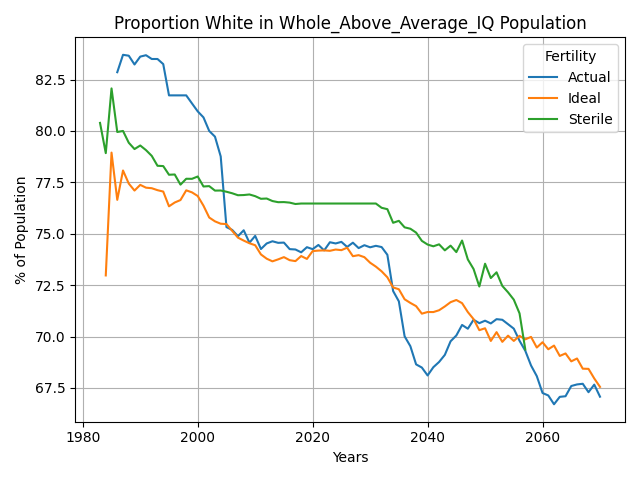 Proportion White in Whole_Above_Average_IQ Population
Fertility
Actual
Ideal
Sterile
% of Population
82.5
80.0
77.5
75.0
72.5
70.0
67.5
1980
2000
2020
2040
2060
Years